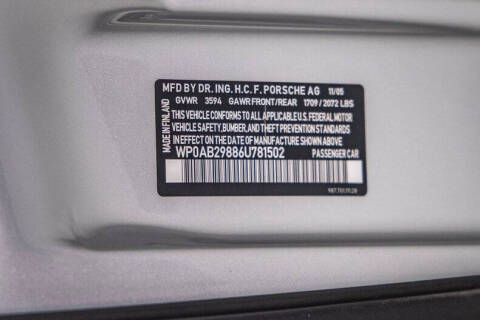 MFD BY DR. ING. H.C. F. PORSCHE AG 11/05
GVWR 3594 GAWR FRONT/REAR 1709 / 2072 LBS
THIS VEHICLE CONFORMS TO ALL APPLICABLE U.S. FEDERAL MOTOR
VEHICLE SAFETY, BUMPER, AND THEFT PREVENTION STANDARDS
IN EFFECT ON THE DATE OF MANUFACTURE SHOWN ABOVE.
WP0AB29886U781502 PASSENGER CAR
MADE IN FINLAND